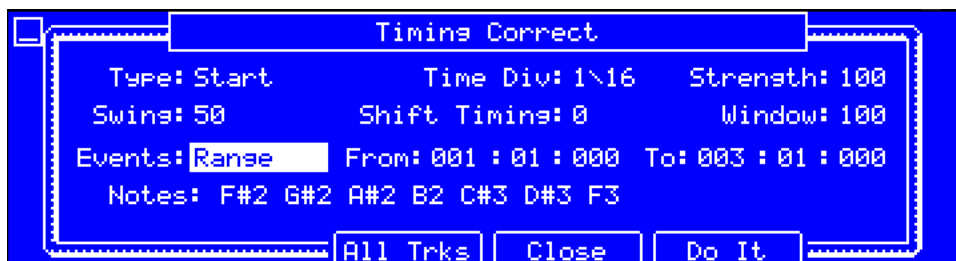 Timing Correct
Type: Start Time Div: 1\16 Strength: 100
Swing: 50 Shift Timing: 0 Window: 100
Events: Range From: 001 : 01 : 000 To: 003 : 01 : 000
Notes: F#2 G#2 A#2 B2 C#3 D#3 F3
All Trks Close Do It